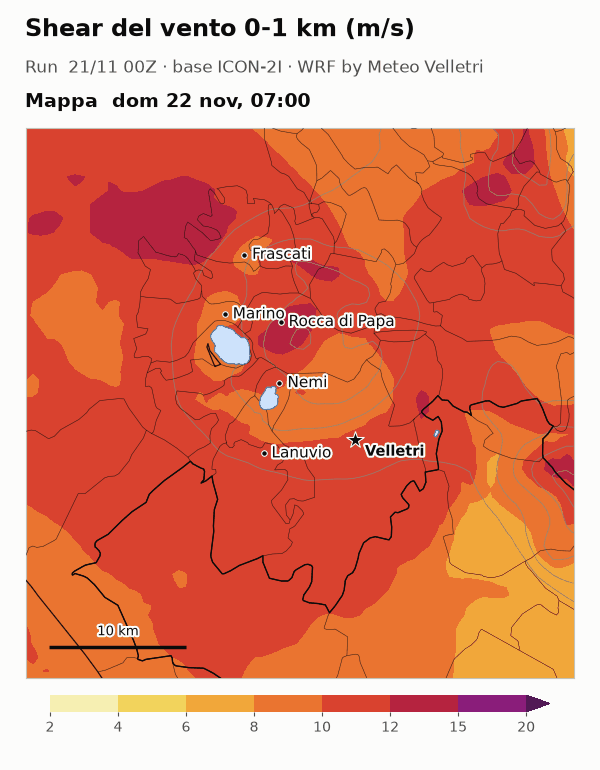 Shear del vento 0-1 km (m/s)
Run  21/11 00Z · base ICON-2I · WRF by Meteo Velletri
Mappa  dom 22 nov, 07:00
Frascati
Marino
Rocca di Papa
Nemi
Velletri
Lanuvio
10 km
2 4 6 8 10 12 15 20